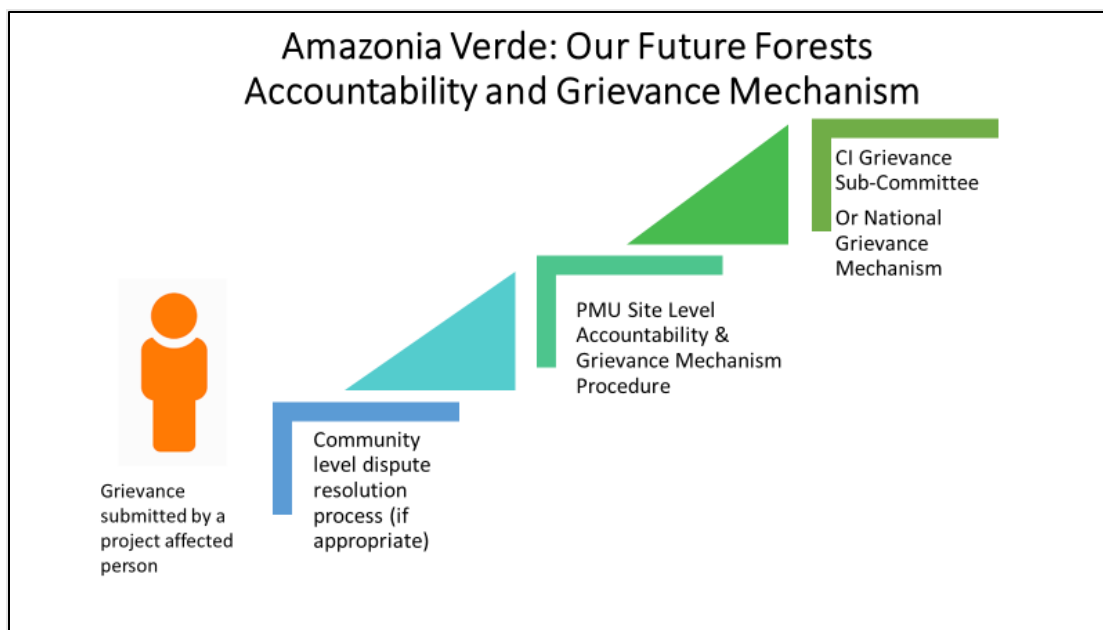 Amazonia Verde: Our Future Forests
Accountability and Grievance Mechanism
Grievance
submitted by a
project affected
person
Community
level dispute
resolution
process (if
appropriate)
PMU Site Level
Accountability &
Grievance Mechanism
Procedure
CI Grievance
Sub-Committee
Or National
Grievance
Mechanism